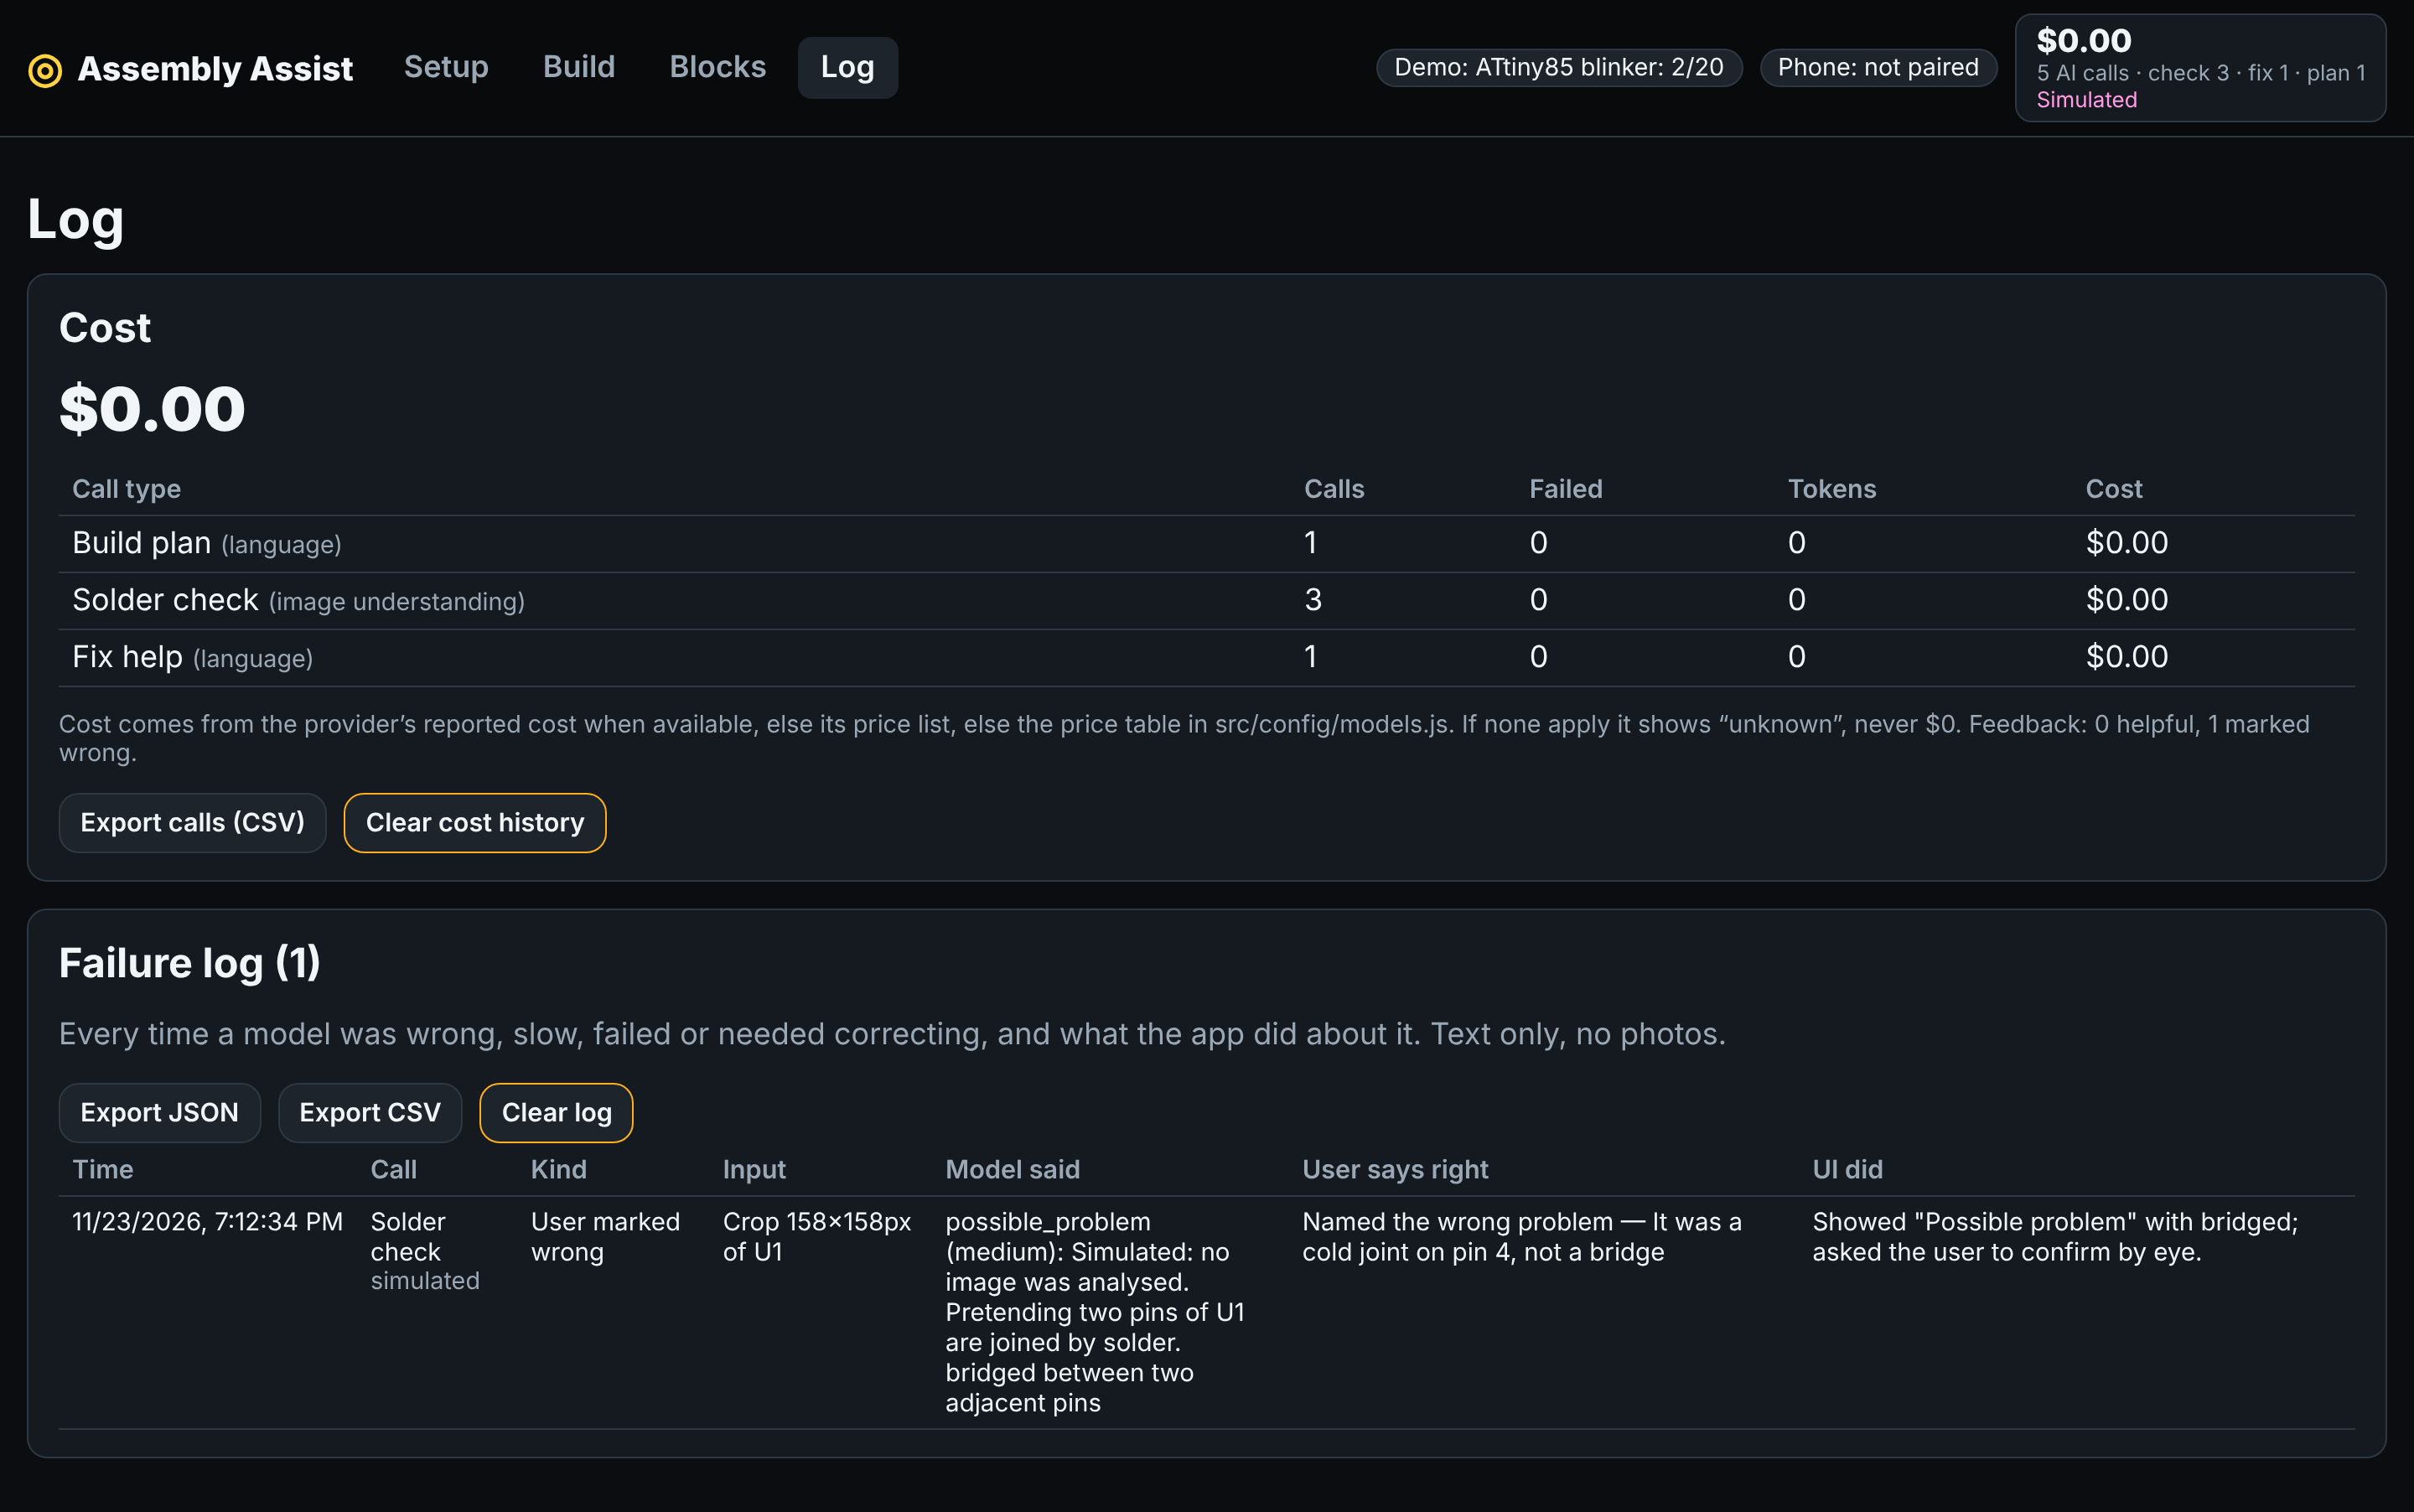 Assembly Assist Setup Build Blocks Log Demo: ATtiny85 blinker: 2/20 Phone: not paired
$0.00
5 AI calls · check 3 · fix 1 · plan 1
Simulated
Log
Cost
$0.00
Call type Calls Failed Tokens Cost
Build plan (language) 1 0 0 $0.00
Solder check (image understanding) 3 0 0 $0.00
Fix help (language) 1 0 0 $0.00
Cost comes from the provider’s reported cost when available, else its price list, else the price table in src/config/models.js. If none apply it shows “unknown”, never $0. Feedback: 0 helpful, 1 marked
wrong.
Export calls (CSV) Clear cost history
Failure log (1)
Every time a model was wrong, slow, failed or needed correcting, and what the app did about it. Text only, no photos.
Export JSON Export CSV Clear log
Time Call Kind Input Model said User says right UI did
11/23/2026, 7:12:34 PM Solder User marked Crop 158×158px possible_problem Named the wrong problem — It was a Showed "Possible problem" with bridged;
check wrong of U1 (medium): Simulated: no cold joint on pin 4, not a bridge asked the user to confirm by eye.
simulated image was analysed.
Pretending two pins of U1
are joined by solder.
bridged between two
adjacent pins